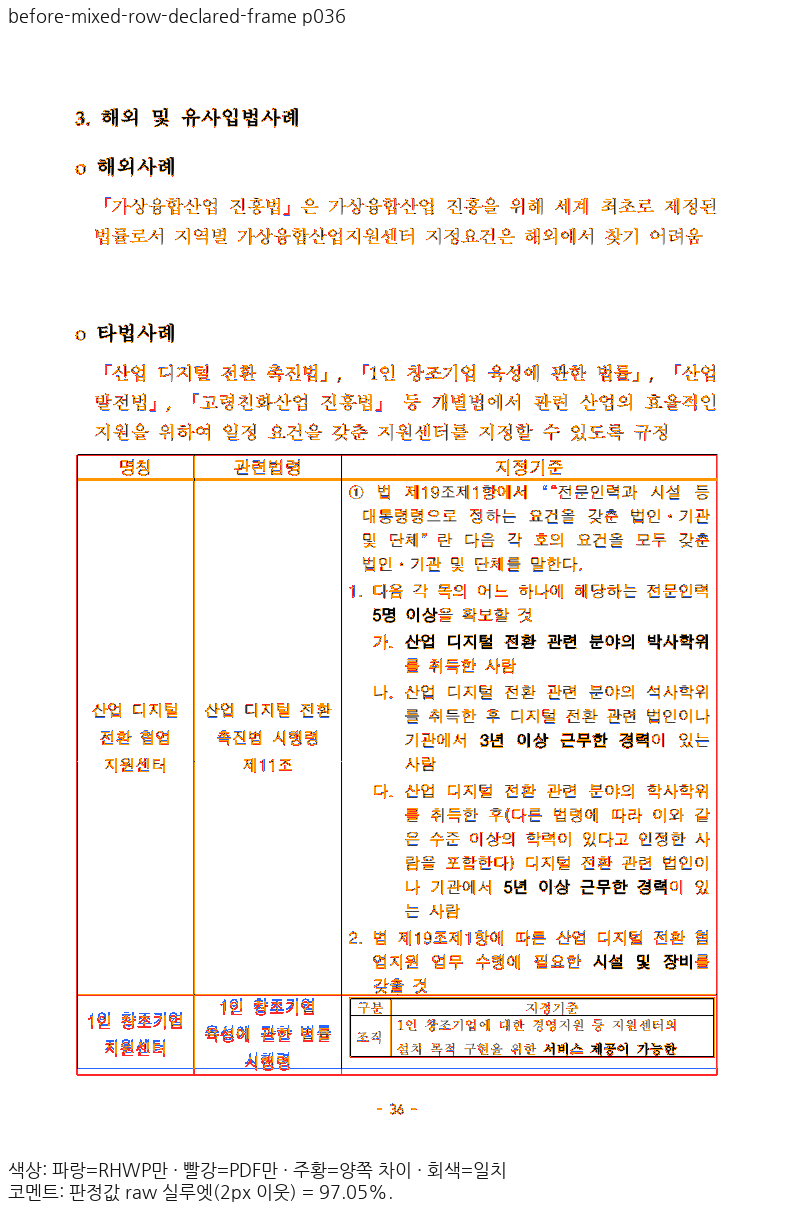 before-mixed-row-declared-frame p036
3. 해외 및 유사입법사례
o 해외사례
「가상융합산업 진흥법」은 가상융합산업 진흥을 위해 세계 최초로 제정된
법률로서 지역별 가상융합산업지원센터 지정요건은 해외에서 찾기 어려움
o 타법사례
「산업 디지털 전환 촉진법」, 「1인 창조기업 육성에 관한 법률」, 「산업
발전법」, 「고령친화산업 진흥법」 등 개별법에서 관련 산업의 효율적인
지원을 위하여 일정 요건을 갖춘 지원센터를 지정할 수 있도록 규정
명칭 관련법령 지정기준
① 법 제19조제1항에서 “"전문인력과 시설 등
대통령령으로 정하는 요건을 갖춘 법인ㆍ기관
및 단체”란 다음 각 호의 요건을 모두 갖춘
법인ㆍ기관 및 단체를 말한다.
1. 다음 각 목의 어느 하나에 해당하는 전문인력
5명 이상을 확보할 것
가. 산업 디지털 전환 관련 분야의 박사학위
를 취득한 사람
나. 산업 디지털 전환 관련 분야의 석사학위
를 취득한 후 디지털 전환 관련 법인이나
기관에서 3년 이상 근무한 경력이 있는
사람
다. 산업 디지털 전환 관련 분야의 학사학위
를 취득한 후(다른 법령에 따라 이와 같
은 수준 이상의 학력이 있다고 인정한 사
람을 포함한다) 디지털 전환 관련 법인이
나 기관에서 5년 이상 근무한 경력이 있
는 사람
2. 법 제19조제1항에 따른 산업 디지털 전환 협
업지원 업무 수행에 필요한 시설 및 장비를
갖출 것
산업 디지털
전환 협업
지원센터
산업 디지털 전환
촉진법 시행령
제11조
1인 창조기업
지원센터
1인 창조기업
육성에 관한 법률
시행령
구분 지정기준
조직
1인 창조기업에 대한 경영지원 등 지원센터의
설치 목적 구현을 위한 서비스 제공이 가능한
- 36 -
색상: 파랑=RHWP만 · 빨강=PDF만 · 주황=양쪽 차이 · 회색=일치
코멘트: 판정값 raw 실루엣(2px 이웃) = 97.05%.